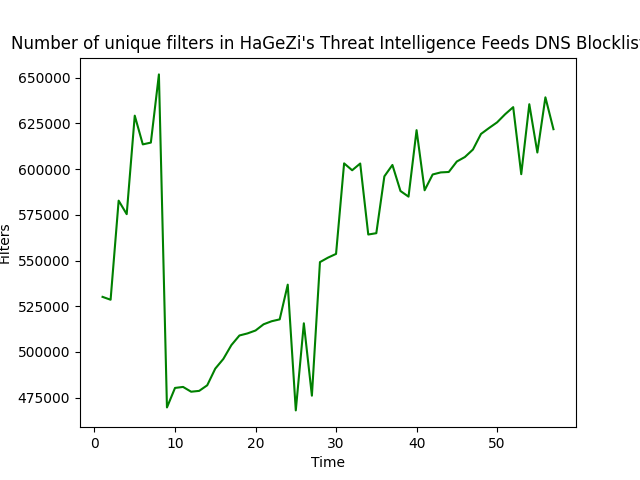 Number of unique filters in HaGeZi's Threat Intelligence Feeds DNS Blocklist
650000
625000
600000
575000
550000
525000
500000
475000
Filters
0 10 20 30 40 50
Time